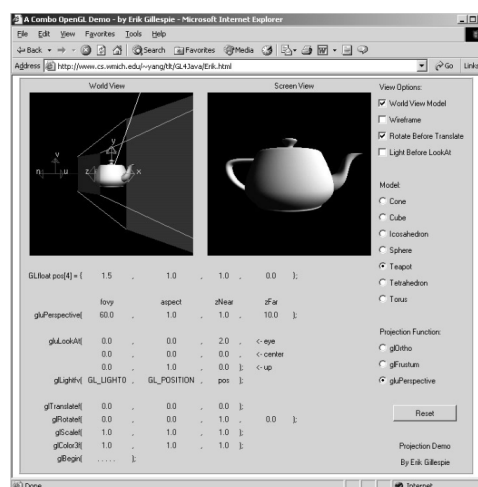 A Combo OpenGL Demo - by Erik Gillespie - Microsoft Internet Explorer
File Edit View Favorites Tools Help
Back Search Favorites Media
Address http://www.cs.wmich.edu/~yang/tlt/GL4Java/Erik.html Go Links
World View Screen View View Options:
World View Model
Wireframe
Rotate Before Translate
Light Before LookAt
v
y
n u z x
Model:
Cone
Cube
Icosahedron
Sphere
Teapot
Tetrahedron
Torus
GLfloat pos[4] = { 1.5 , 1.0 , 1.0 , 0.0 };
fovy aspect zNear zFar
gluPerspective( 60.0 , 1.0 , 1.0 , 10.0 );
Projection Function:
glOrtho
glFrustum
gluPerspective
gluLookAt( 0.0 , 0.0 , 2.0 , <- eye
0.0 , 0.0 , 0.0 , <- center
0.0 , 1.0 , 0.0 ); <- up
glLightfv( GL_LIGHT0 , GL_POSITION , pos );
glTranslatef( 0.0 , 0.0 , 0.0 );
glRotatef( 0.0 , 0.0 , 1.0 , 0.0 );
glScalef( 1.0 , 1.0 , 1.0 );
glColor3f( 1.0 , 1.0 , 1.0 );
glBegin( ..... );
Reset
Projection Demo
By Erik Gillespie
Done Internet